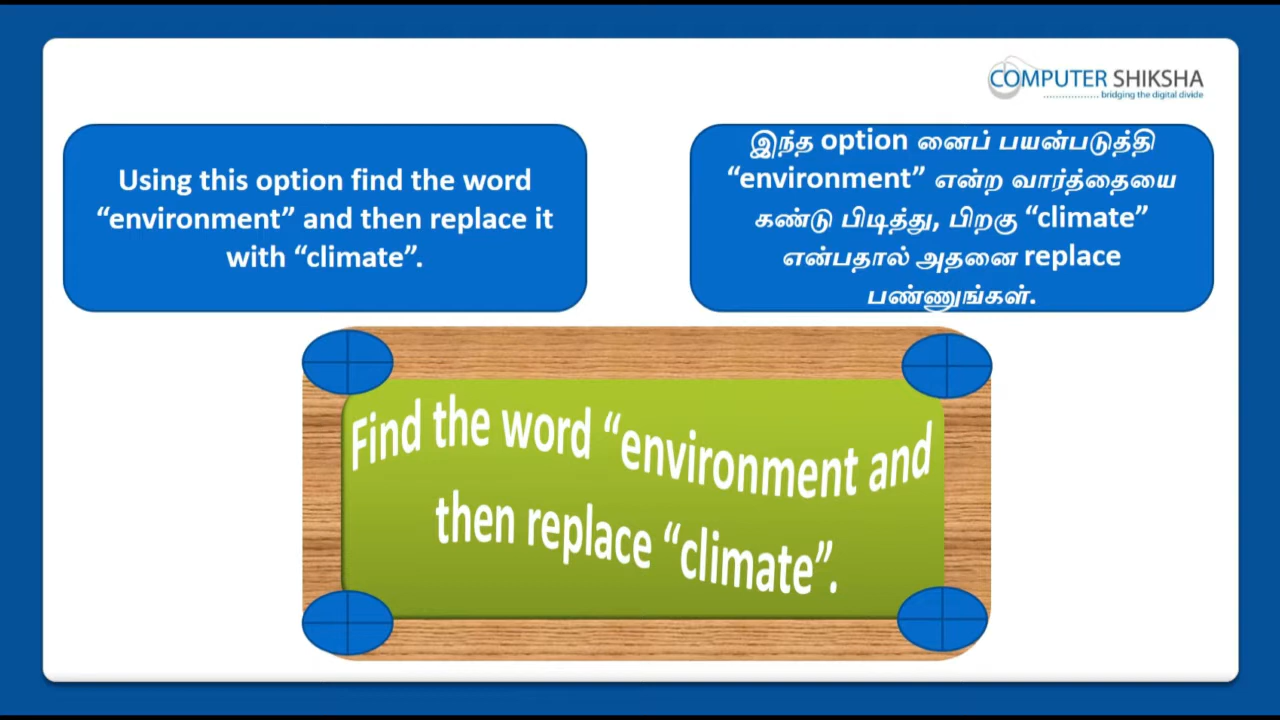 COMPUTER SHIKSHA
bridging the digital divide
Using this option find the word
“environment” and then replace it
with “climate”.
இந்த option னைப் பயன்படுத்தி
“environment” என்ற வார்த்தையை
கண்டு பிடித்து, பிறகு “climate”
என்பதால் அதனை replace
பண்ணுங்கள்.
Find the word “environment and
then replace “climate”.